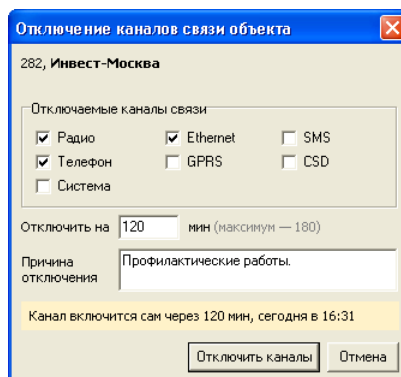 Отключение каналов связи объекта
282, Инвест-Москва
Отключаемые каналы связи
Радио Ethernet SMS
Телефон GPRS CSD
Система
Отключить на 120 мин (максимум — 180)
Причина отключения
Профилактические работы.
Канал включится сам через 120 мин, сегодня в 16:31
Отключить каналы Отмена